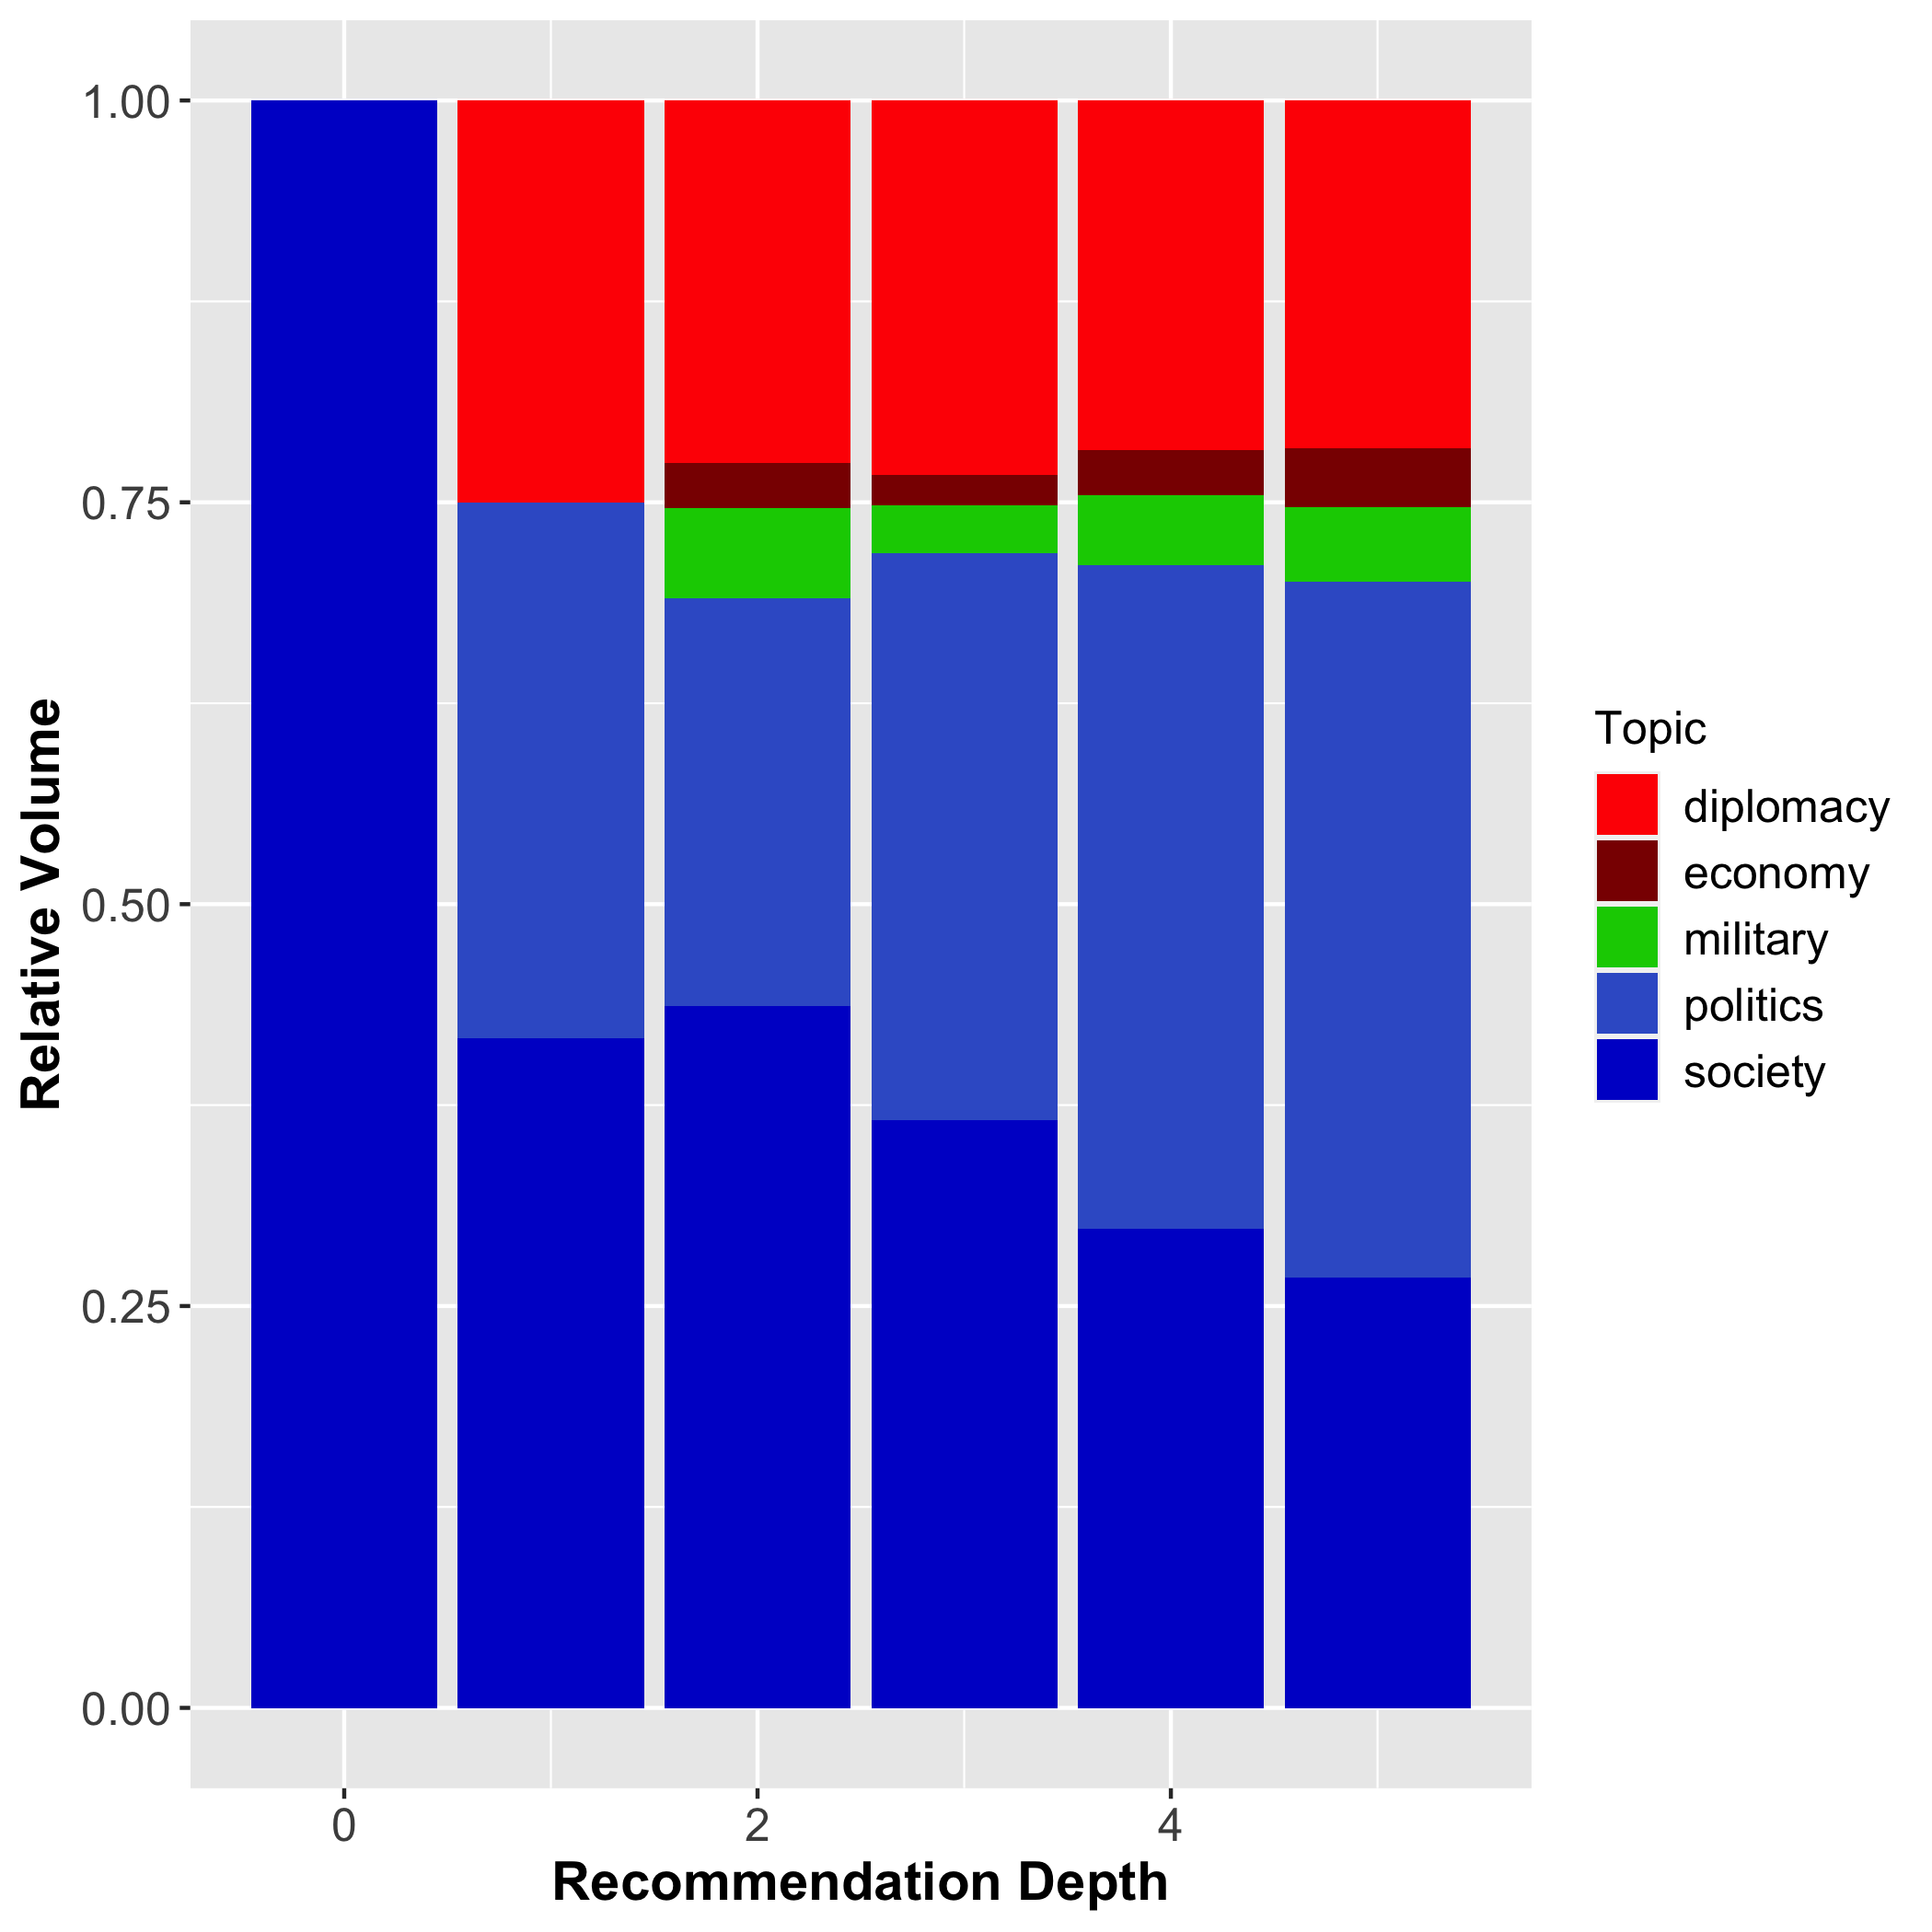 Relative Volume
1.00
0.75
0.50
0.25
0.00
0
2
4
Recommendation Depth
Topic
diplomacy
economy
military
politics
society